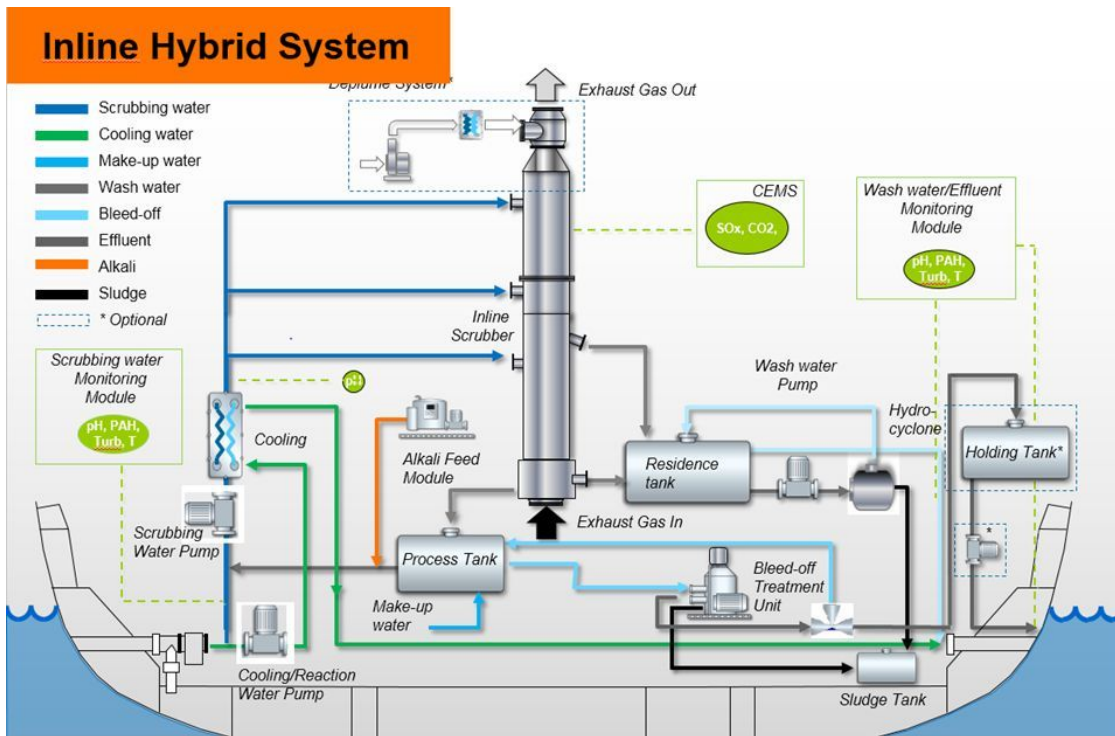 Inline Hybrid System
Deplume System*
Exhaust Gas Out
Scrubbing water
Cooling water
Make-up water
Wash water
Bleed-off
Effluent
Alkali
Sludge
* Optional
CEMS
SOx, CO2,
Wash water/Effluent
Monitoring
Module
pH, PAH,
Turb, T
Inline
Scrubber
Scrubbing water
Monitoring
Module
pH, PAH,
Turb, T
pH
Cooling
Alkali Feed
Module
Wash water
Pump
Hydro-
cyclone
Residence
tank
Holding Tank*
Scrubbing
Water Pump
Exhaust Gas In
*
Process Tank
Bleed-off
Treatment
Unit
Make-up
water
Cooling/Reaction
Water Pump
Sludge Tank